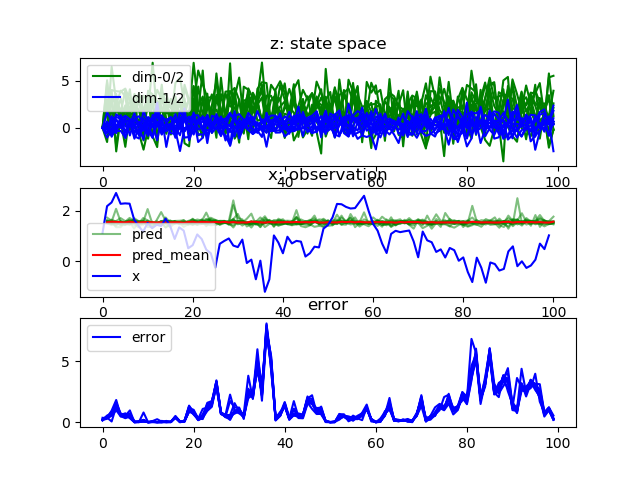 z: state space
5
0
dim-0/2
dim-1/2
0 20 40 60 80 100
x: observation
2
0
pred
pred_mean
x
0 20 40 60 80 100
error
5
0
error
0 20 40 60 80 100